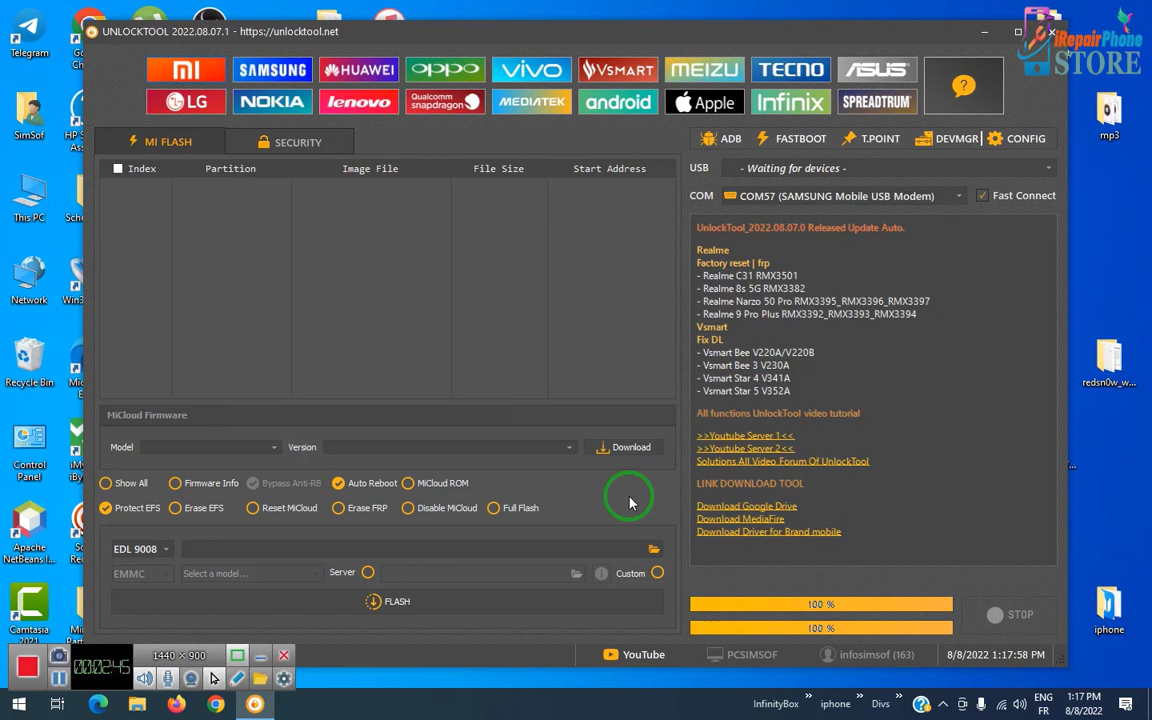 Telegram
SimSof
This PC
Network
Recycle Bin
Control
Panel
Apache
NetBeans I...
Camtasia
2021
UNLOCKTOOL 2022.08.07.1 - https://unlocktool.net
iRepairPhone
STORE
MI
SAMSUNG
HUAWEI
OPPO
VIVO
VSMART
MEIZU
TECNO
ASUS
LG
NOKIA
lenovo
Qualcomm
snapdragon
MEDIATEK
android
Apple
Infinix
SPREADTRUM
?
MI FLASH
SECURITY
ADB
FASTBOOT
T.POINT
DEVMGR
CONFIG
Index
Partition
Image File
File Size
Start Address
USB
- Waiting for devices -
COM
COM57 (SAMSUNG Mobile USB Modem)
Fast Connect
UnlockTool_2022.08.07.0 Released Update Auto.
Realme
Factory reset | frp
- Realme C31 RMX3501
- Realme 8s 5G RMX3382
- Realme Narzo 50 Pro RMX3395_RMX3396_RMX3397
- Realme 9 Pro Plus RMX3392_RMX3393_RMX3394
Vsmart
Fix DL
- Vsmart Bee V220A/V220B
- Vsmart Bee 3 V230A
- Vsmart Star 4 V341A
- Vsmart Star 5 V352A
All functions UnlockTool video tutorial
>>Youtube Server 1<<
>>Youtube Server 2<<
Solutions All Video Forum Of UnlockTool
LINK DOWNLOAD TOOL
Download Google Drive
Download MediaFire
Download Driver for Brand mobile
MiCloud Firmware
Model
Version
Download
Show All
Firmware Info
Bypass Anti-RB
Auto Reboot
MiCloud ROM
Protect EFS
Erase EFS
Reset MiCloud
Erase FRP
Disable MiCloud
Full Flash
EDL 9008
EMMC
Select a model...
Server
Custom
FLASH
100 %
100 %
STOP
YouTube
PCSIMSOF
infosimsof (163)
8/8/2022 1:17:58 PM
mp3
redsn0w_w...
iphone
00:02:45
1440 × 900
InfinityBox
iphone
Divs
ENG
FR
1:17 PM
8/8/2022